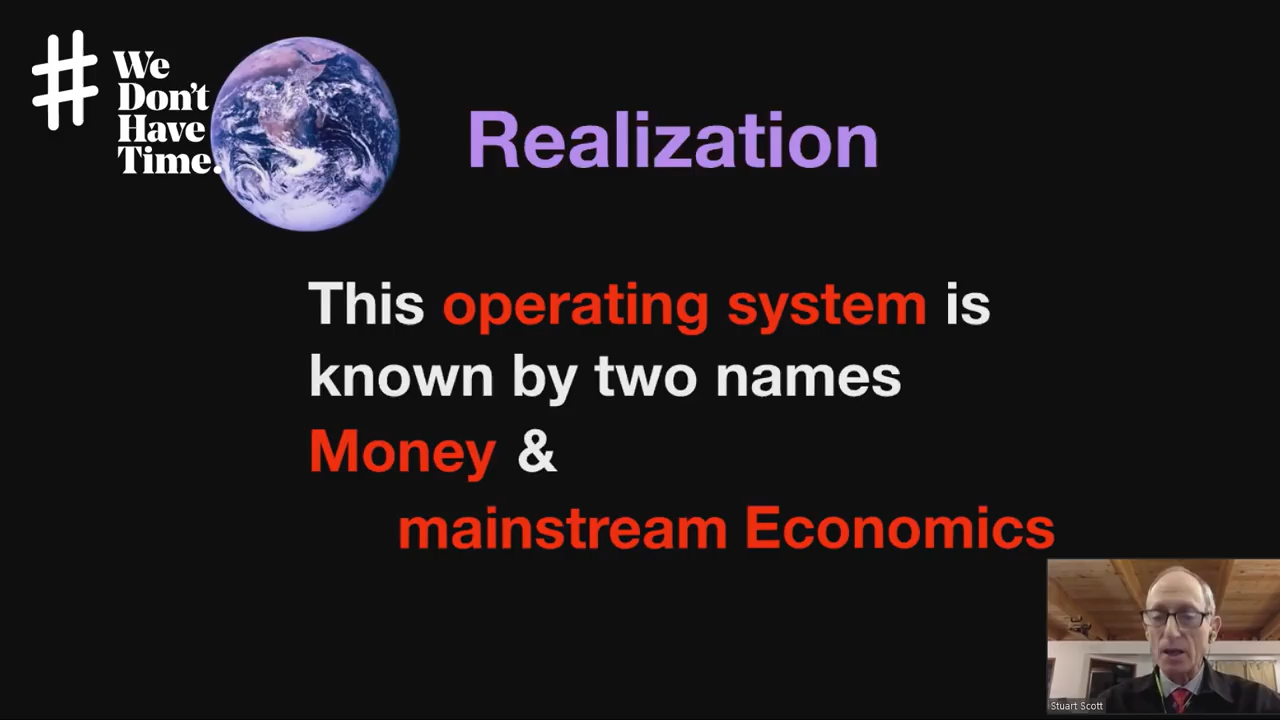 #
We
Don't
Have
Time.
Realization
This operating system is
known by two names
Money &
mainstream Economics
Stuart Scott